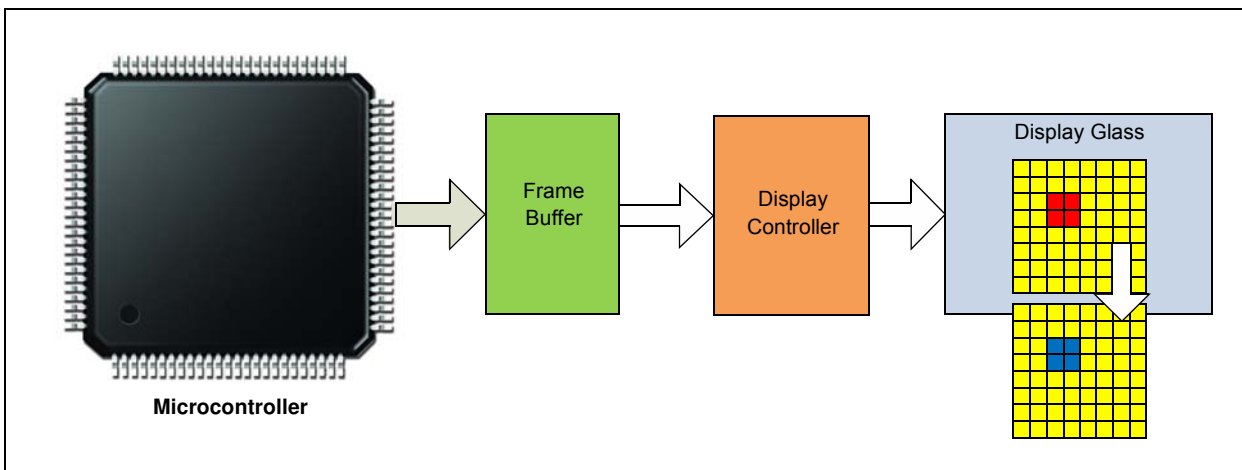 Microcontroller
Frame
Buffer
Display
Controller
Display Glass